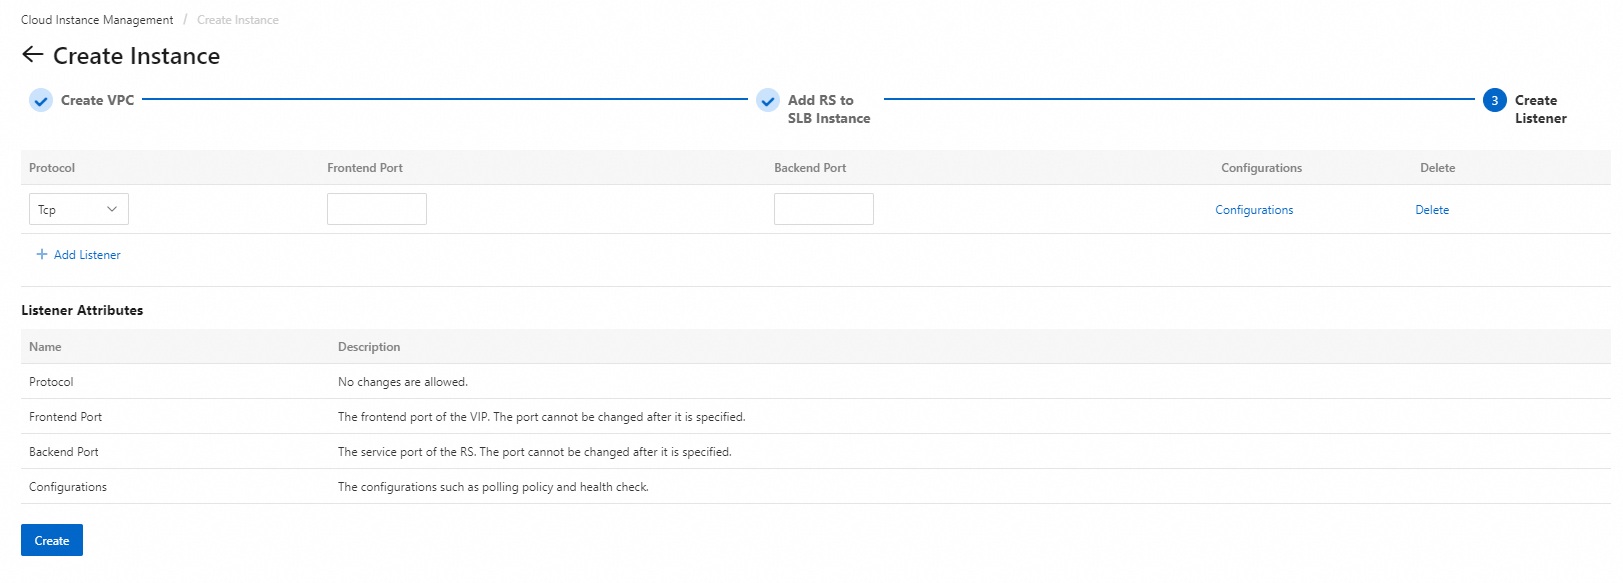 Cloud Instance Management / Create Instance
← Create Instance
Create VPC
Add RS to
SLB Instance
3 Create
Listener
Protocol Frontend Port Backend Port Configurations Delete
Tcp Configurations Delete
+ Add Listener
Listener Attributes
Name Description
Protocol No changes are allowed.
Frontend Port The frontend port of the VIP. The port cannot be changed after it is specified.
Backend Port The service port of the RS. The port cannot be changed after it is specified.
Configurations The configurations such as polling policy and health check.
Create